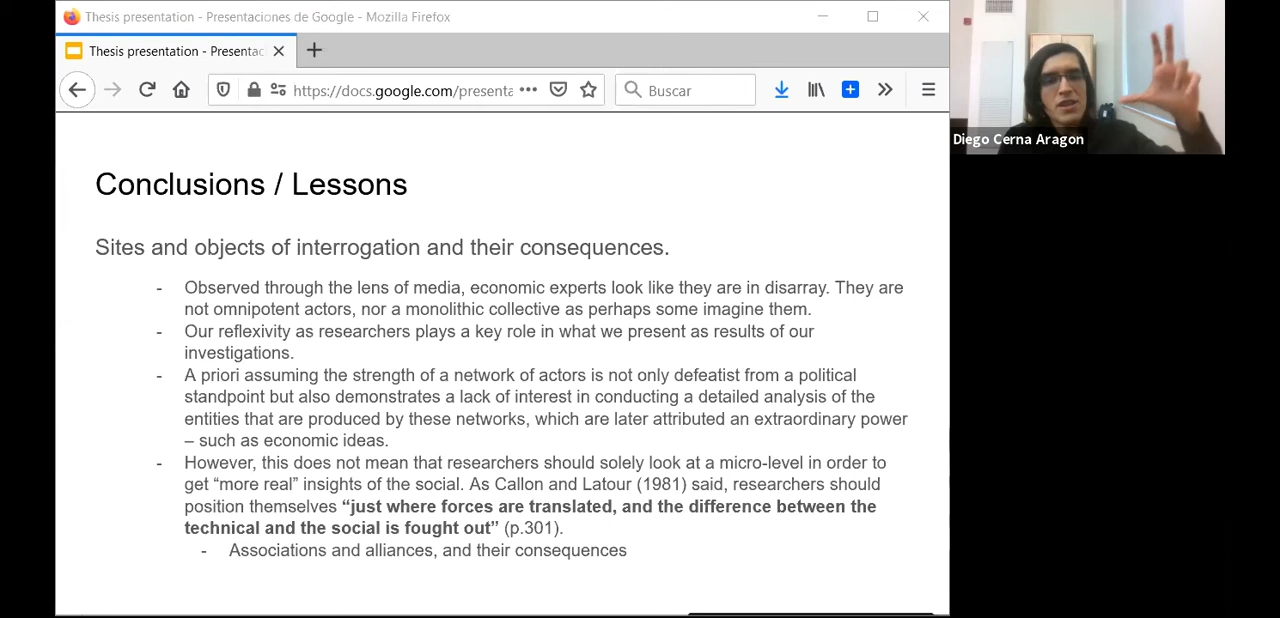 Thesis presentation - Presentaciones de Google - Mozilla Firefox
Thesis presentation - Presentac
https://docs.google.com/presenta
Buscar
Diego Cerna Aragon
Conclusions / Lessons
Sites and objects of interrogation and their consequences.
- Observed through the lens of media, economic experts look like they are in disarray. They are
not omnipotent actors, nor a monolithic collective as perhaps some imagine them.
- Our reflexivity as researchers plays a key role in what we present as results of our
investigations.
- A priori assuming the strength of a network of actors is not only defeatist from a political
standpoint but also demonstrates a lack of interest in conducting a detailed analysis of the
entities that are produced by these networks, which are later attributed an extraordinary power
– such as economic ideas.
- However, this does not mean that researchers should solely look at a micro-level in order to
get “more real” insights of the social. As Callon and Latour (1981) said, researchers should
position themselves “just where forces are translated, and the difference between the
technical and the social is fought out” (p.301).
- Associations and alliances, and their consequences